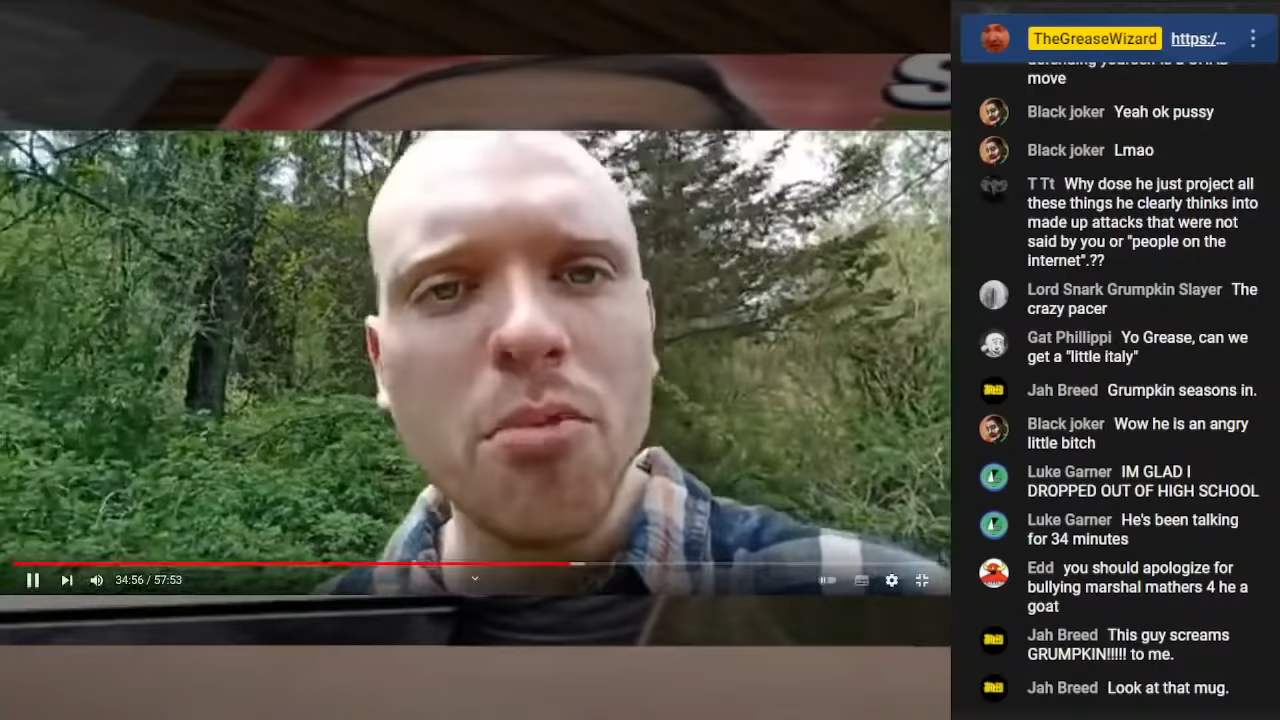 S
TheGreaseWizard https:/...
move
Black joker Yeah ok pussy
Black joker Lmao
T Tt Why dose he just project all
these things he clearly thinks into
made up attacks that were not
said by you or "people on the
internet".??
Lord Snark Grumpkin Slayer The
crazy pacer
Gat Phillippi Yo Grease, can we
get a "little italy"
Jah Breed Grumpkin seasons in.
Black joker Wow he is an angry
little bitch
Luke Garner IM GLAD I
DROPPED OUT OF HIGH SCHOOL
Luke Garner He's been talking
for 34 minutes
Edd you should apologize for
bullying marshal mathers 4 he a
goat
Jah Breed This guy screams
GRUMPKIN!!!!! to me.
Jah Breed Look at that mug.
34:56 / 57:53